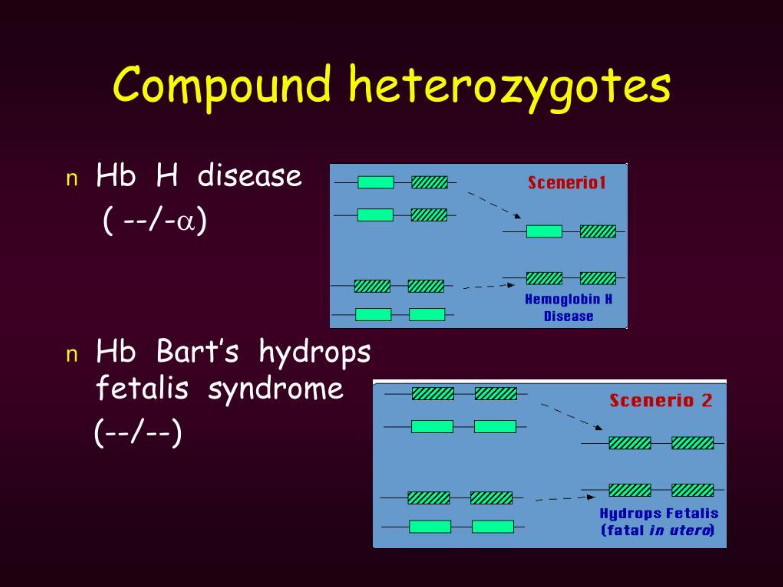 Compound heterozygotes
n Hb H disease
( --/-α)
Scenerio1
Hemoglobin H
Disease
n Hb Bart’s hydrops
fetalis syndrome
(--/--)
Scenerio 2
Hydrops Fetalis
(fatal in utero)